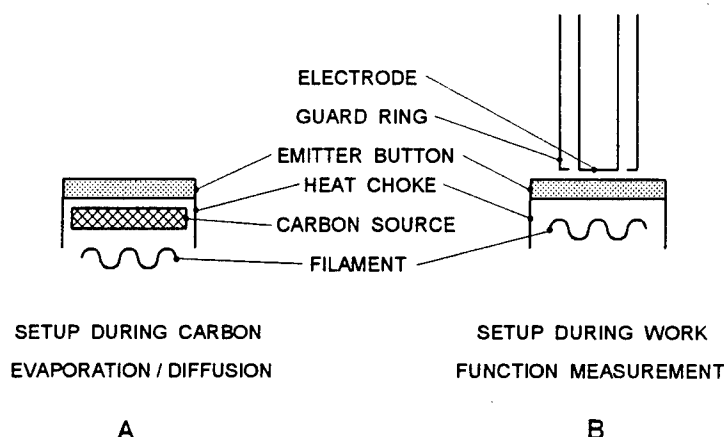 ELECTRODE
GUARD RING
EMITTER BUTTON
HEAT CHOKE
CARBON SOURCE
FILAMENT
SETUP DURING CARBON
EVAPORATION / DIFFUSION
A
SETUP DURING WORK
FUNCTION MEASUREMENT
B